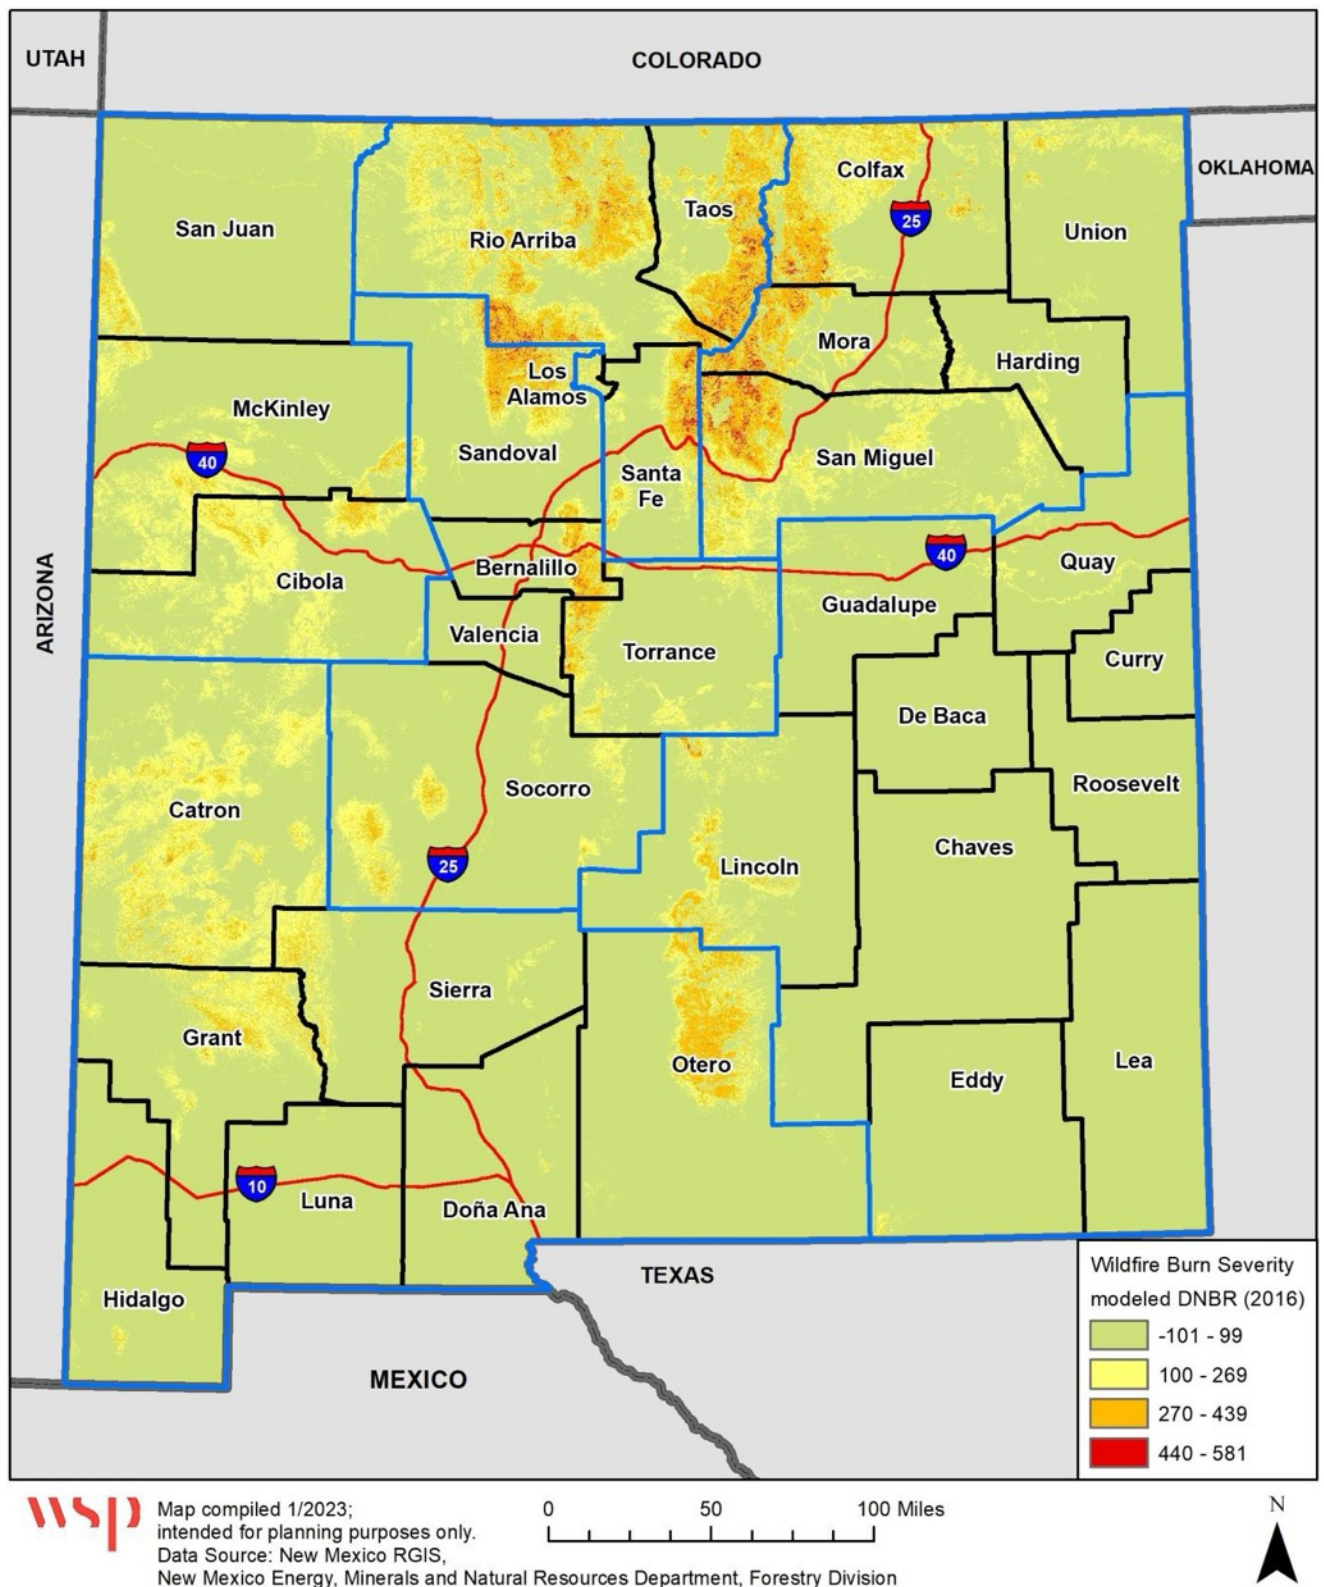 UTAH
COLORADO
OKLAHOMA
Colfax
25
San Juan
Rio Arriba
Taos
Union
Mora
Harding
Los
Alamos
McKinley
40
Sandoval
Santa
Fe
San Miguel
ARIZONA
Cibola
Bernalillo
40
Quay
Guadalupe
Valencia
Torrance
Curry
De Baca
Catron
Socorro
Roosevelt
25
Lincoln
Chaves
Sierra
Grant
Otero
Eddy
Lea
10
Luna
Doña Ana
Hidalgo
TEXAS
MEXICO
Wildfire Burn Severity
modeled DNBR (2016)
-101 - 99
100 - 269
270 - 439
440 - 581
wsp
Map compiled 1/2023;
intended for planning purposes only.
Data Source: New Mexico RGIS,
New Mexico Energy, Minerals and Natural Resources Department, Forestry Division
0 50 100 Miles
N